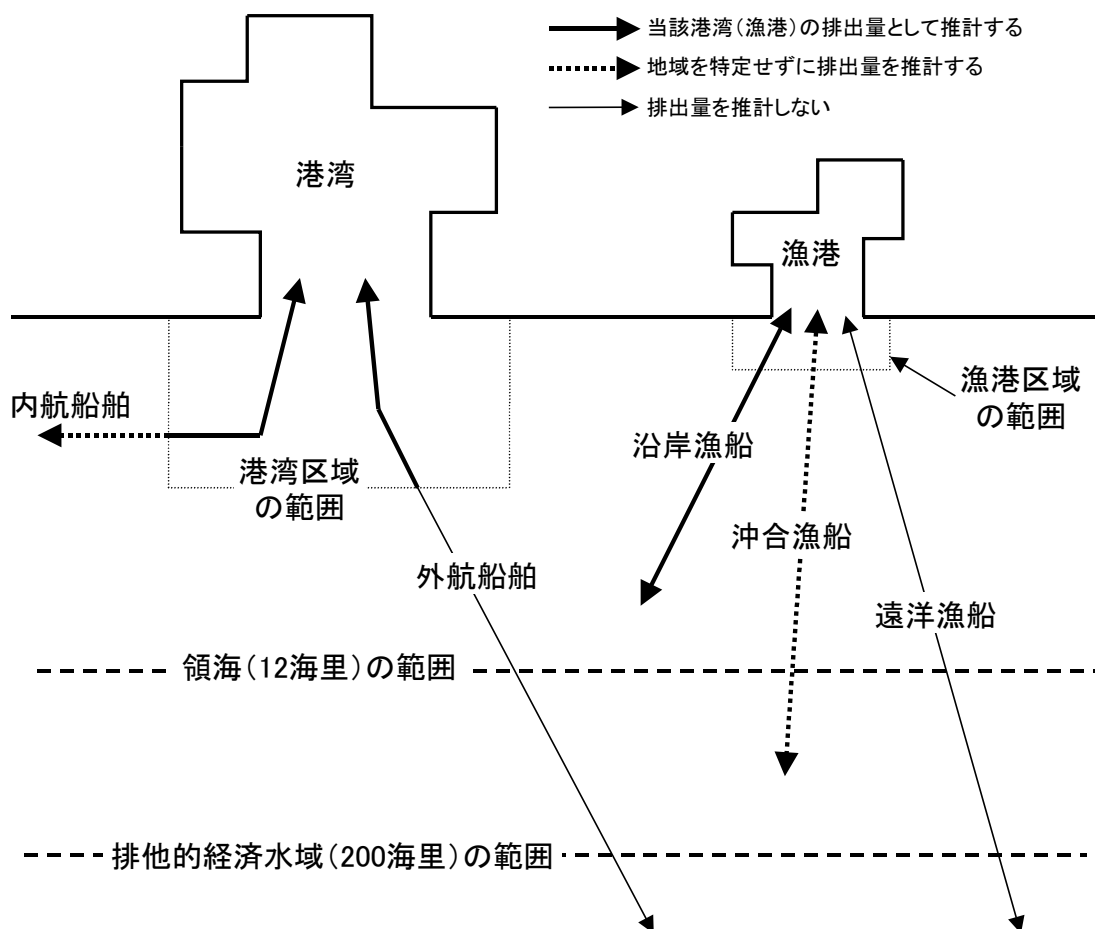 当該港湾（漁港）の排出量として推計する
地域を特定せずに排出量を推計する
排出量を推計しない
港湾
漁港
内航船舶
港湾区域
の範囲
漁港区域
の範囲
沿岸漁船
沖合漁船
外航船舶
遠洋漁船
領海（12海里）の範囲
排他的経済水域（200海里）の範囲